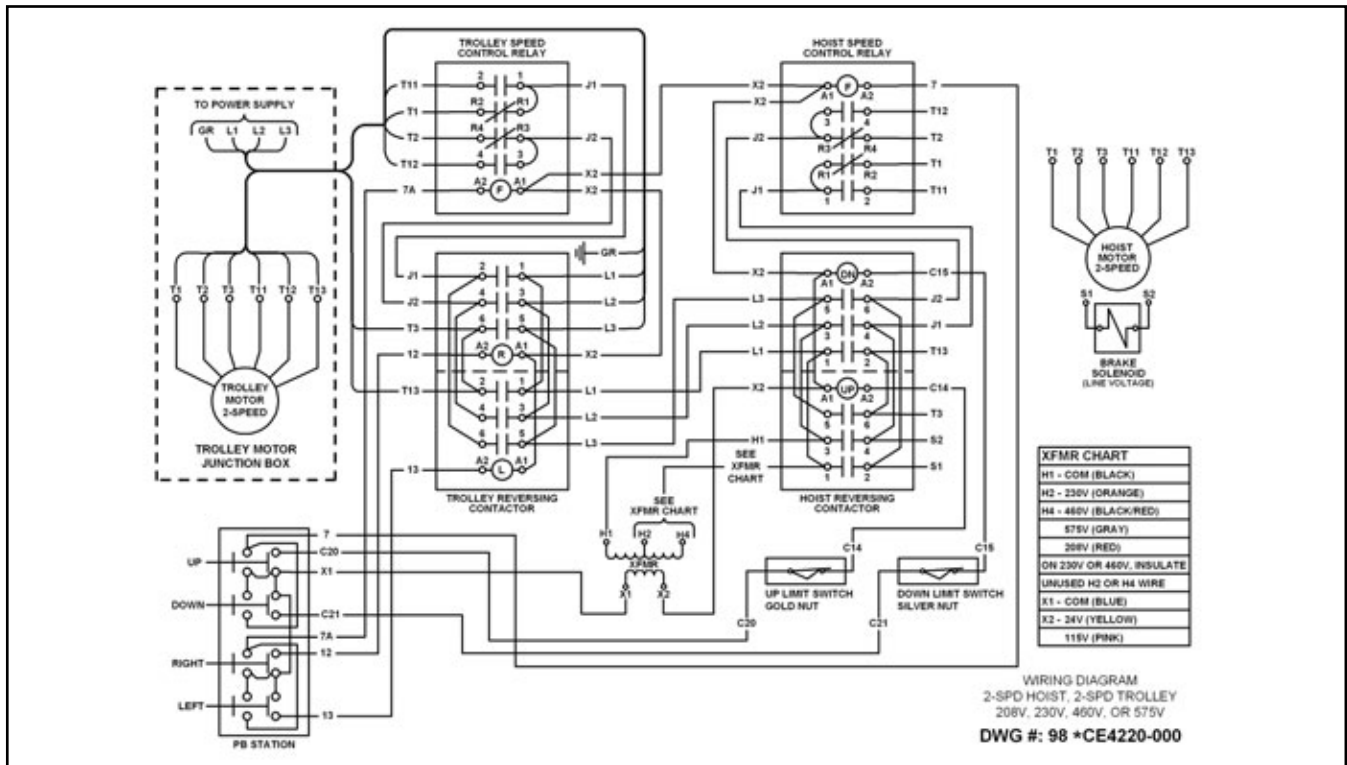 TROLLEY SPEED
CONTROL RELAY
2 1
T11 J1
R2 R1
T1
R4 R3
T2 J2
4 3
T12
X2
A2 F A1
7A X2
HOIST SPEED
CONTROL RELAY
X2 F 7
X2 A1 A2
T12
3 4
J2 T2
R3 R4
T1
R1 R2
J1 T11
1 2
TO POWER SUPPLY
GR L1 L2 L3
T1 T2 T3 T11 T12 T13
TROLLEY
MOTOR
2-SPEED
TROLLEY MOTOR
JUNCTION BOX
T1 T2 T3 T11 T12 T13
HOIST
MOTOR
2-SPEED
S1 S2
BRAKE
SOLENOID
(LINE VOLTAGE)
GR
J1 2 1 L1
J2 4 3 L2
T3 6 5 L3
12 A2 R A1 X2
T13 2 1 L1
4 3 L2
6 5 L3
13 A2 L A1
TROLLEY REVERSING
CONTACTOR
X2 DN C15
A1 A2
L3 J2
5 6
L2 J1
3 4
L1 T13
1 2
X2 UP C14
A1 A2
T3
5 6
H1 S2
3 4
SEE
XFMR
CHART
S1
1 2
HOIST REVERSING
CONTACTOR
SEE
XFMR CHART
H1 H2 H4
XFMR
X1 X2
C14
C15
UP LIMIT SWITCH
GOLD NUT
DOWN LIMIT SWITCH
SILVER NUT
C20
C21
7
C20
UP
X1
DOWN
C21
7A
12
RIGHT
LEFT
13
PB STATION
XFMR CHART
H1 - COM (BLACK)
H2 - 230V (ORANGE)
H4 - 460V (BLACK/RED)
575V (GRAY)
208V (RED)
ON 230V OR 460V, INSULATE
UNUSED H2 OR H4 WIRE
X1 - COM (BLUE)
X2 - 24V (YELLOW)
115V (PINK)
WIRING DIAGRAM
2-SPD HOIST, 2-SPD TROLLEY
208V, 230V, 460V, OR 575V
DWG #: 98 *CE4220-000